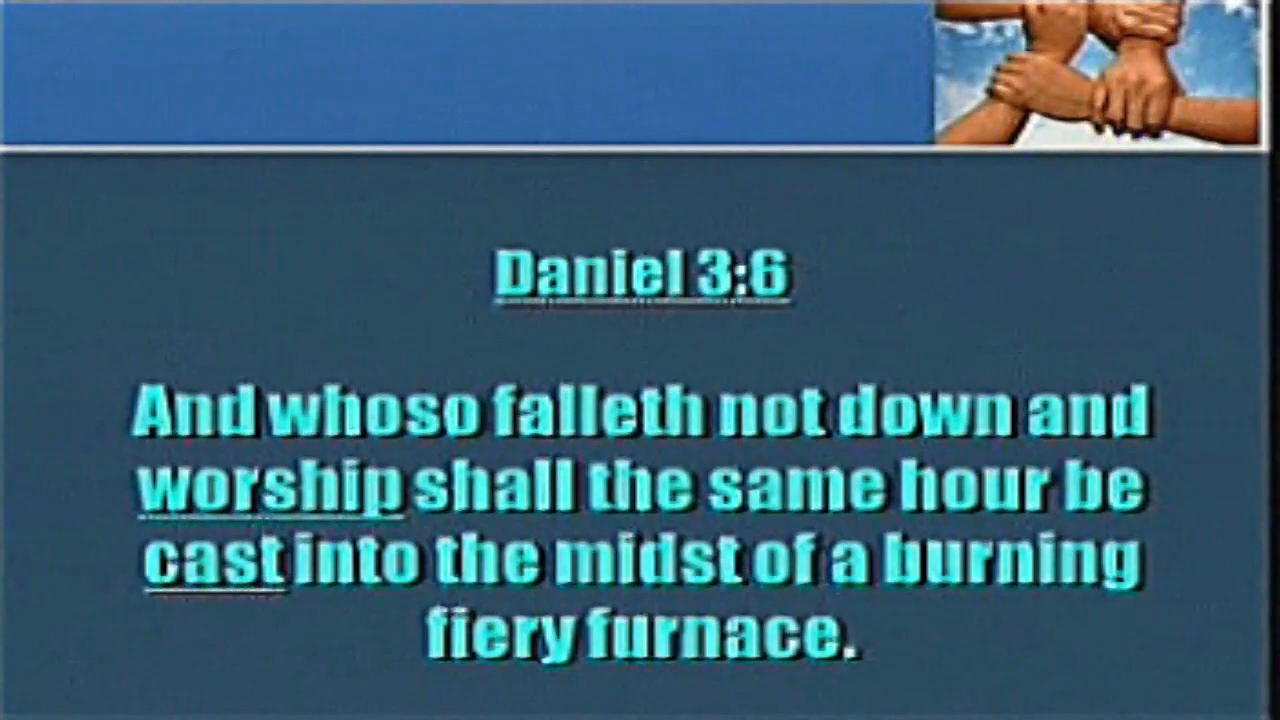 Daniel 3:6
And whoso falleth not down and
worship shall the same hour be
cast into the midst of a burning
fiery furnace.